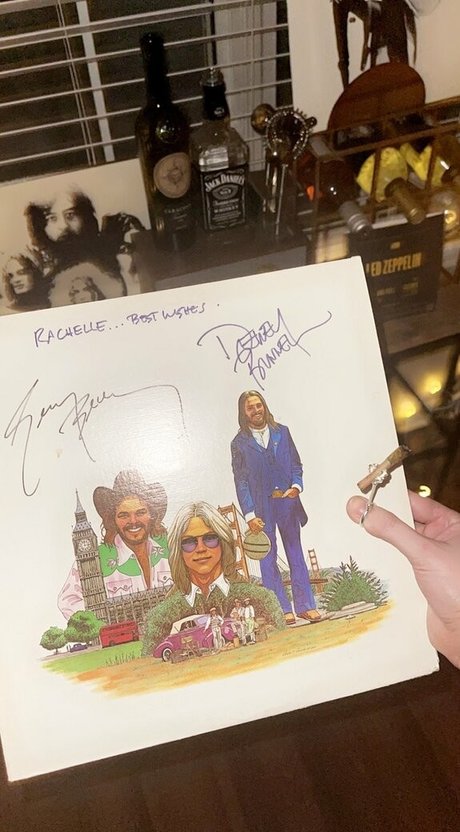 JACK DANIEL'S
LED ZEPPELIN
RACHELLE... BEST WISHES.
DEWEY
BUNNELL